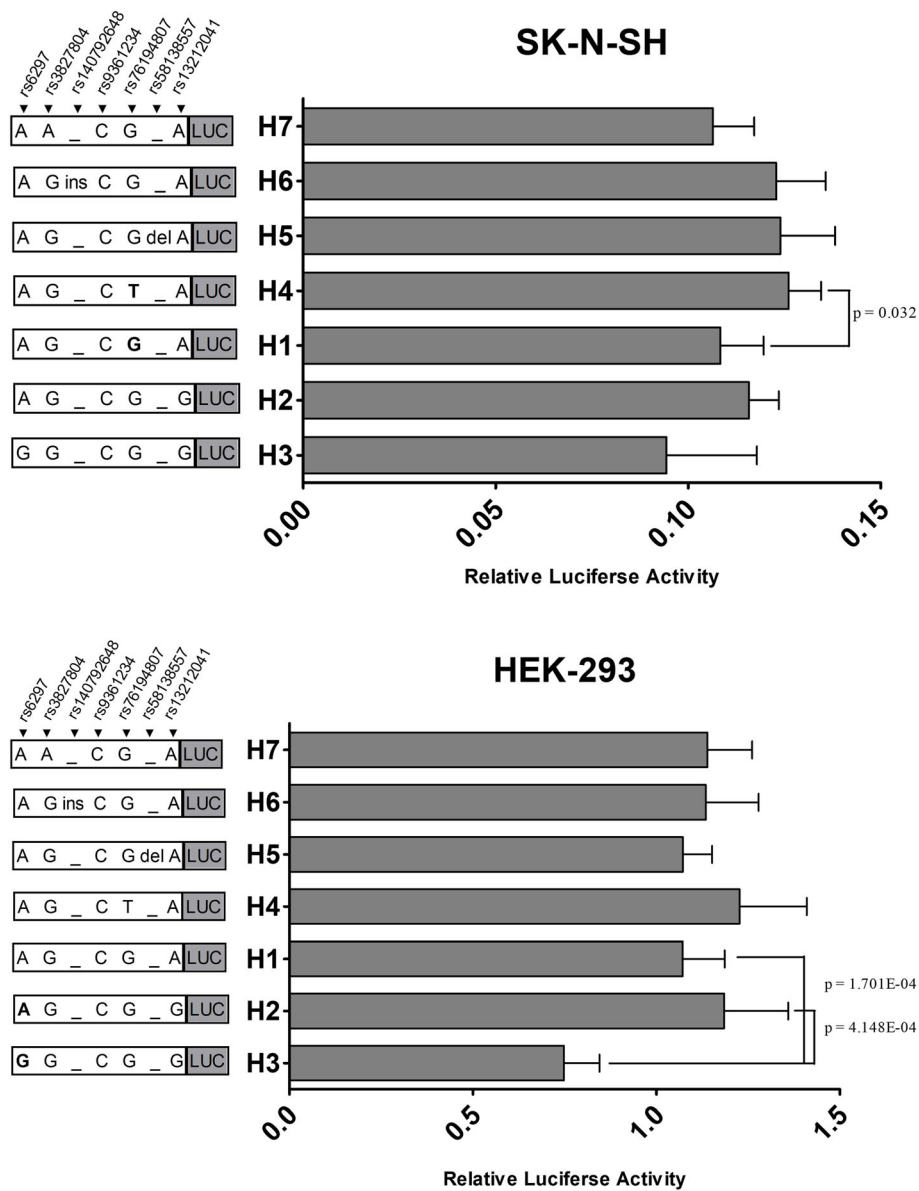 SK-N-SH
rs6297 rs3827804 rs140792648 rs9361234 rs76194807 rs58138557 rs13212041
A A _ C G _ A LUC H7
A G ins C G _ A LUC H6
A G _ C G del A LUC H5
A G _ C T _ A LUC H4
p = 0.032
A G _ C G _ A LUC H1
A G _ C G _ G LUC H2
G G _ C G _ G LUC H3
0.00 0.05 0.10 0.15
Relative Luciferse Activity
HEK-293
rs6297 rs3827804 rs140792648 rs9361234 rs76194807 rs58138557 rs13212041
A A _ C G _ A LUC H7
A G ins C G _ A LUC H6
A G _ C G del A LUC H5
A G _ C T _ A LUC H4
A G _ C G _ A LUC H1
p = 1.701E-04
A G _ C G _ G LUC H2
p = 4.148E-04
G G _ C G _ G LUC H3
0.0 0.5 1.0 1.5
Relative Luciferse Activity